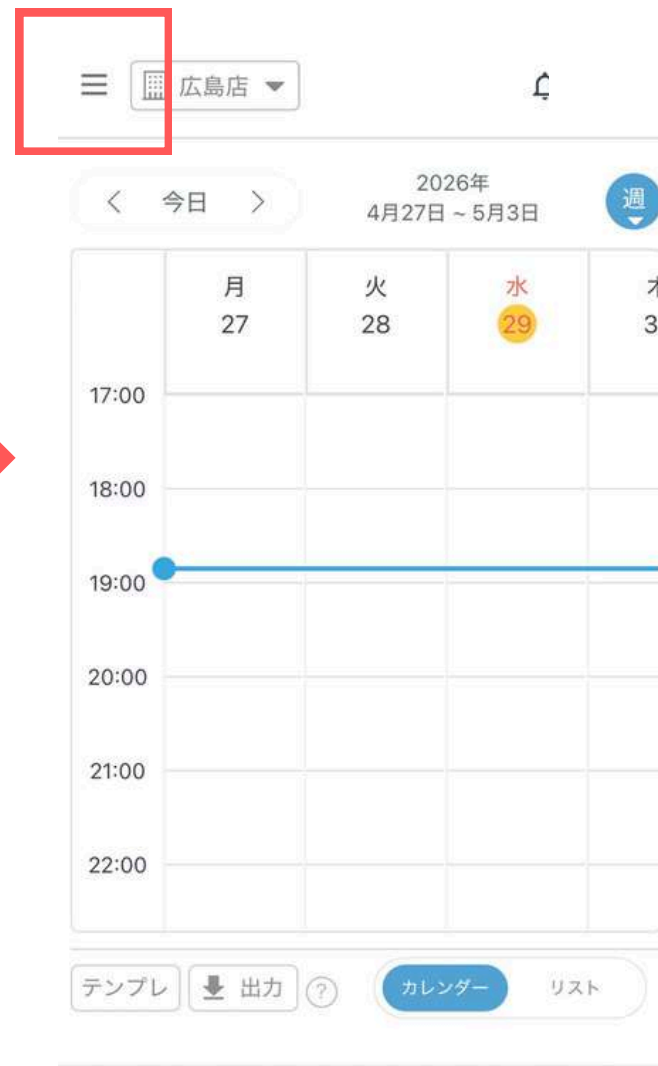 広島店
今日
2026年
4月27日 ~ 5月3日
週
月
27
火
28
水
29
17:00
18:00
19:00
20:00
21:00
22:00
テンプレ
出力
?
カレンダー
リスト